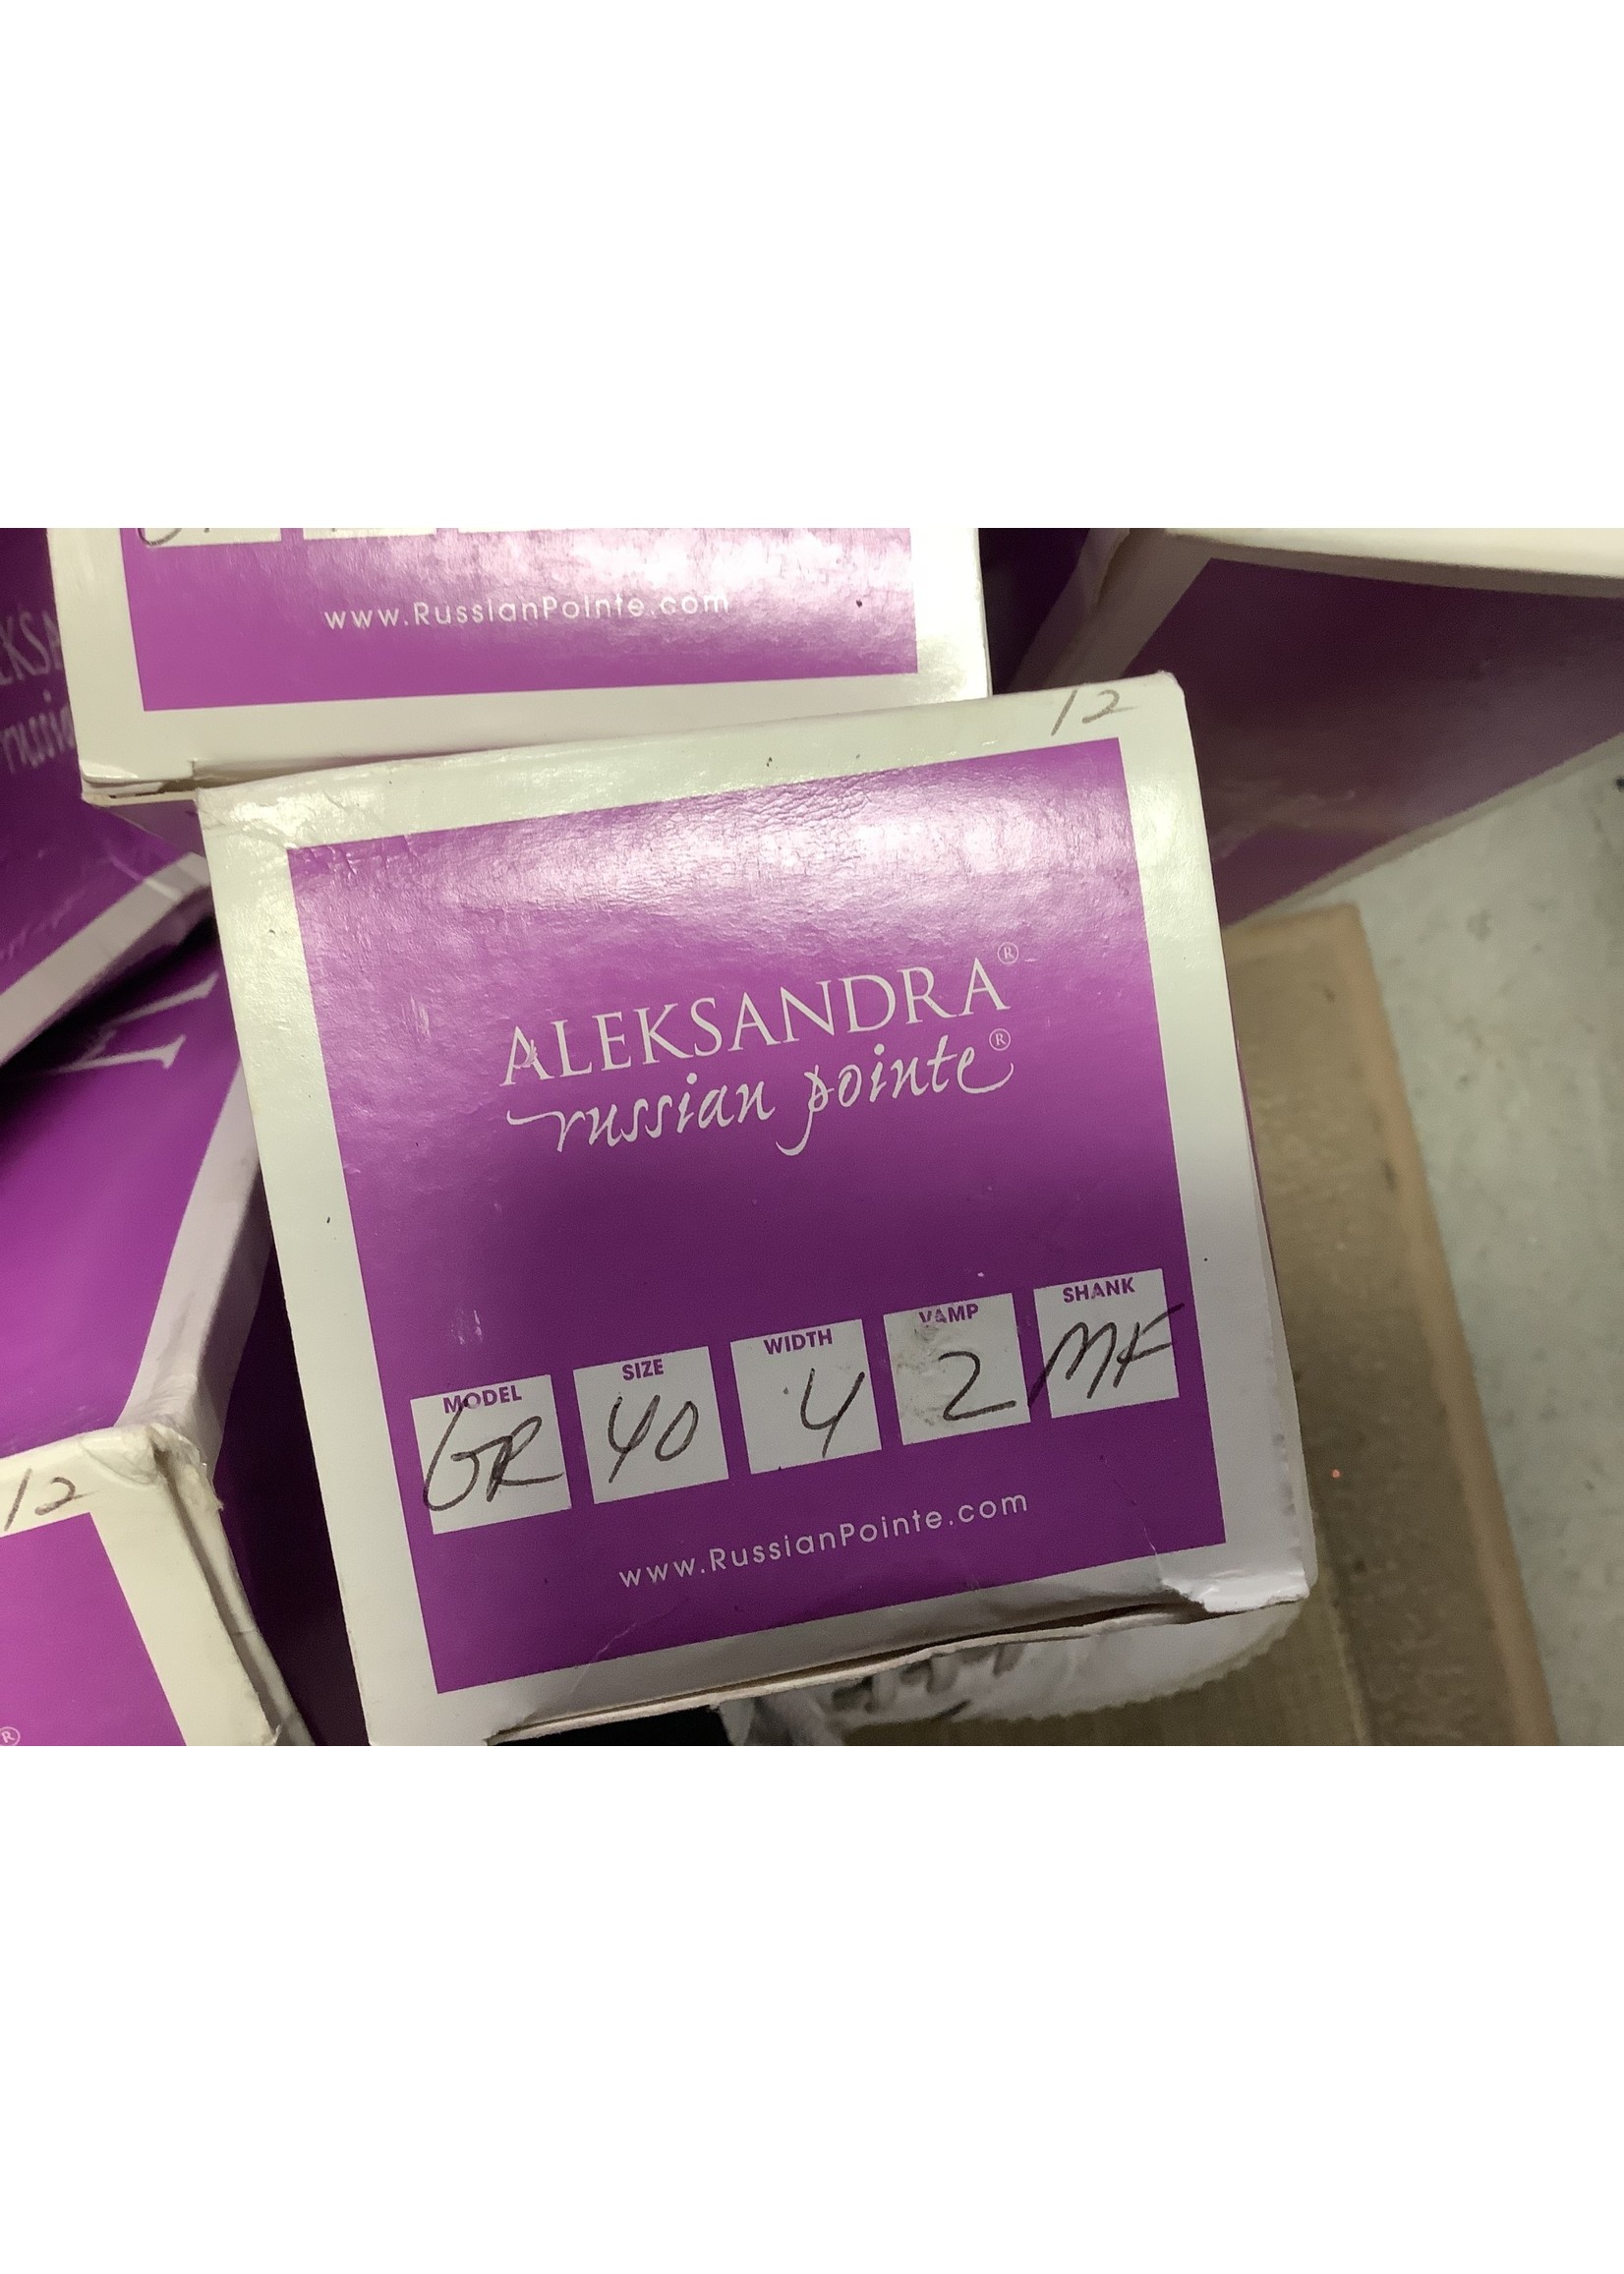 www.RussianPointe.com
12
ALEKSANDRA®
russian pointe®
MODEL SIZE WIDTH VAMP SHANK
GR 40 4 2 MF
www.RussianPointe.com
12
®